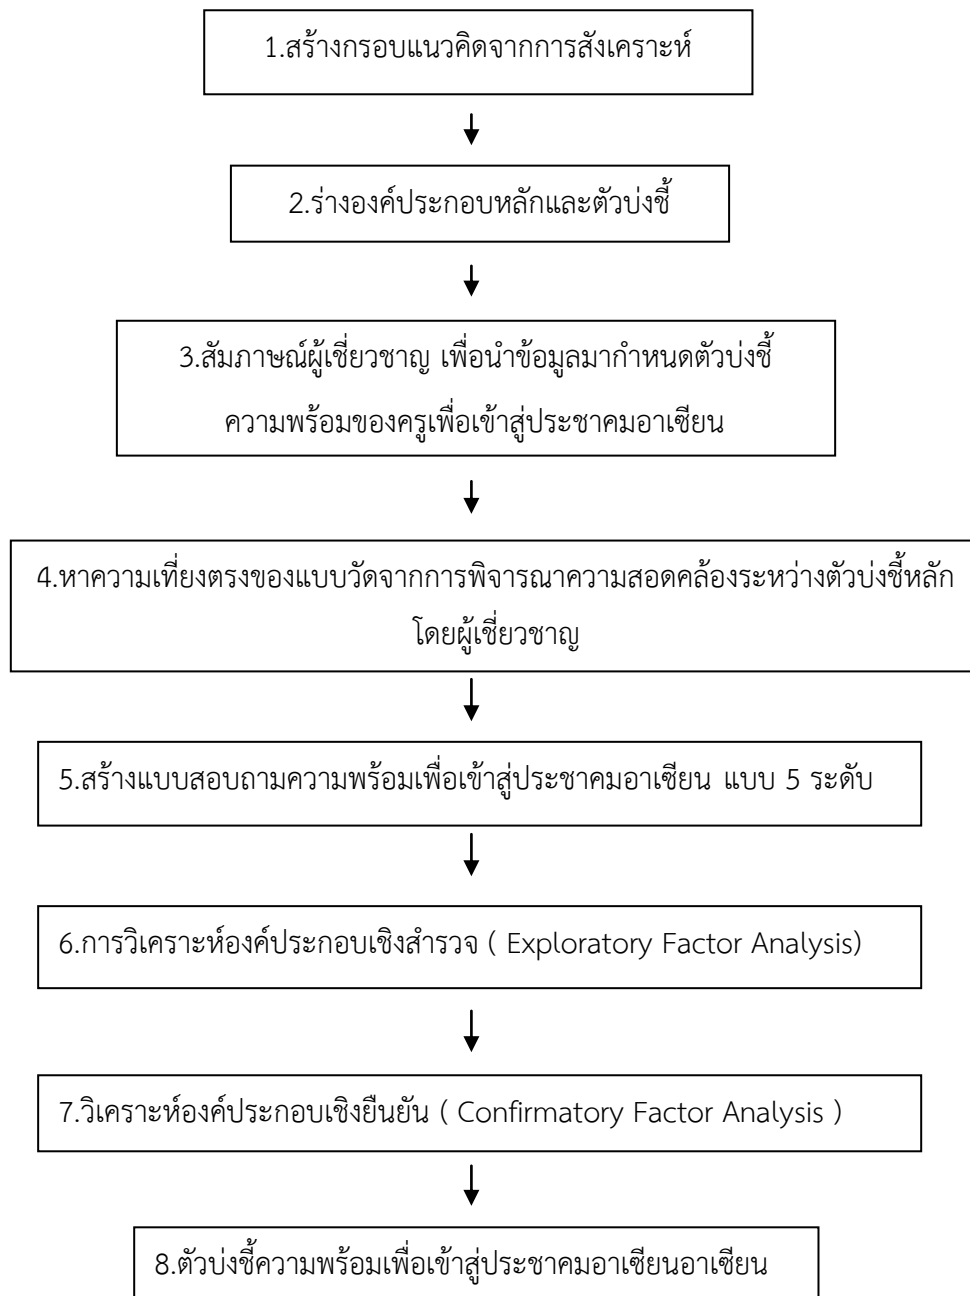 1.สร้างกรอบแนวคิดจากการสังเคราะห์
2.ร่างองค์ประกอบหลักและตัวบ่งชี้
3.สัมภาษณ์ผู้เชี่ยวชาญ เพื่อนำข้อมูลมากำหนดตัวบ่งชี้
ความพร้อมของครูเพื่อเข้าสู่ประชาคมอาเซียน
4.หาความเที่ยงตรงของแบบวัดจากการพิจารณาความสอดคล้องระหว่างตัวบ่งชี้หลัก
โดยผู้เชี่ยวชาญ
5.สร้างแบบสอบถามความพร้อมเพื่อเข้าสู่ประชาคมอาเซียน แบบ 5 ระดับ
6.การวิเคราะห์องค์ประกอบเชิงสำรวจ ( Exploratory Factor Analysis)
7.วิเคราะห์องค์ประกอบเชิงยืนยัน ( Confirmatory Factor Analysis )
8.ตัวบ่งชี้ความพร้อมเพื่อเข้าสู่ประชาคมอาเซียนอาเซียน